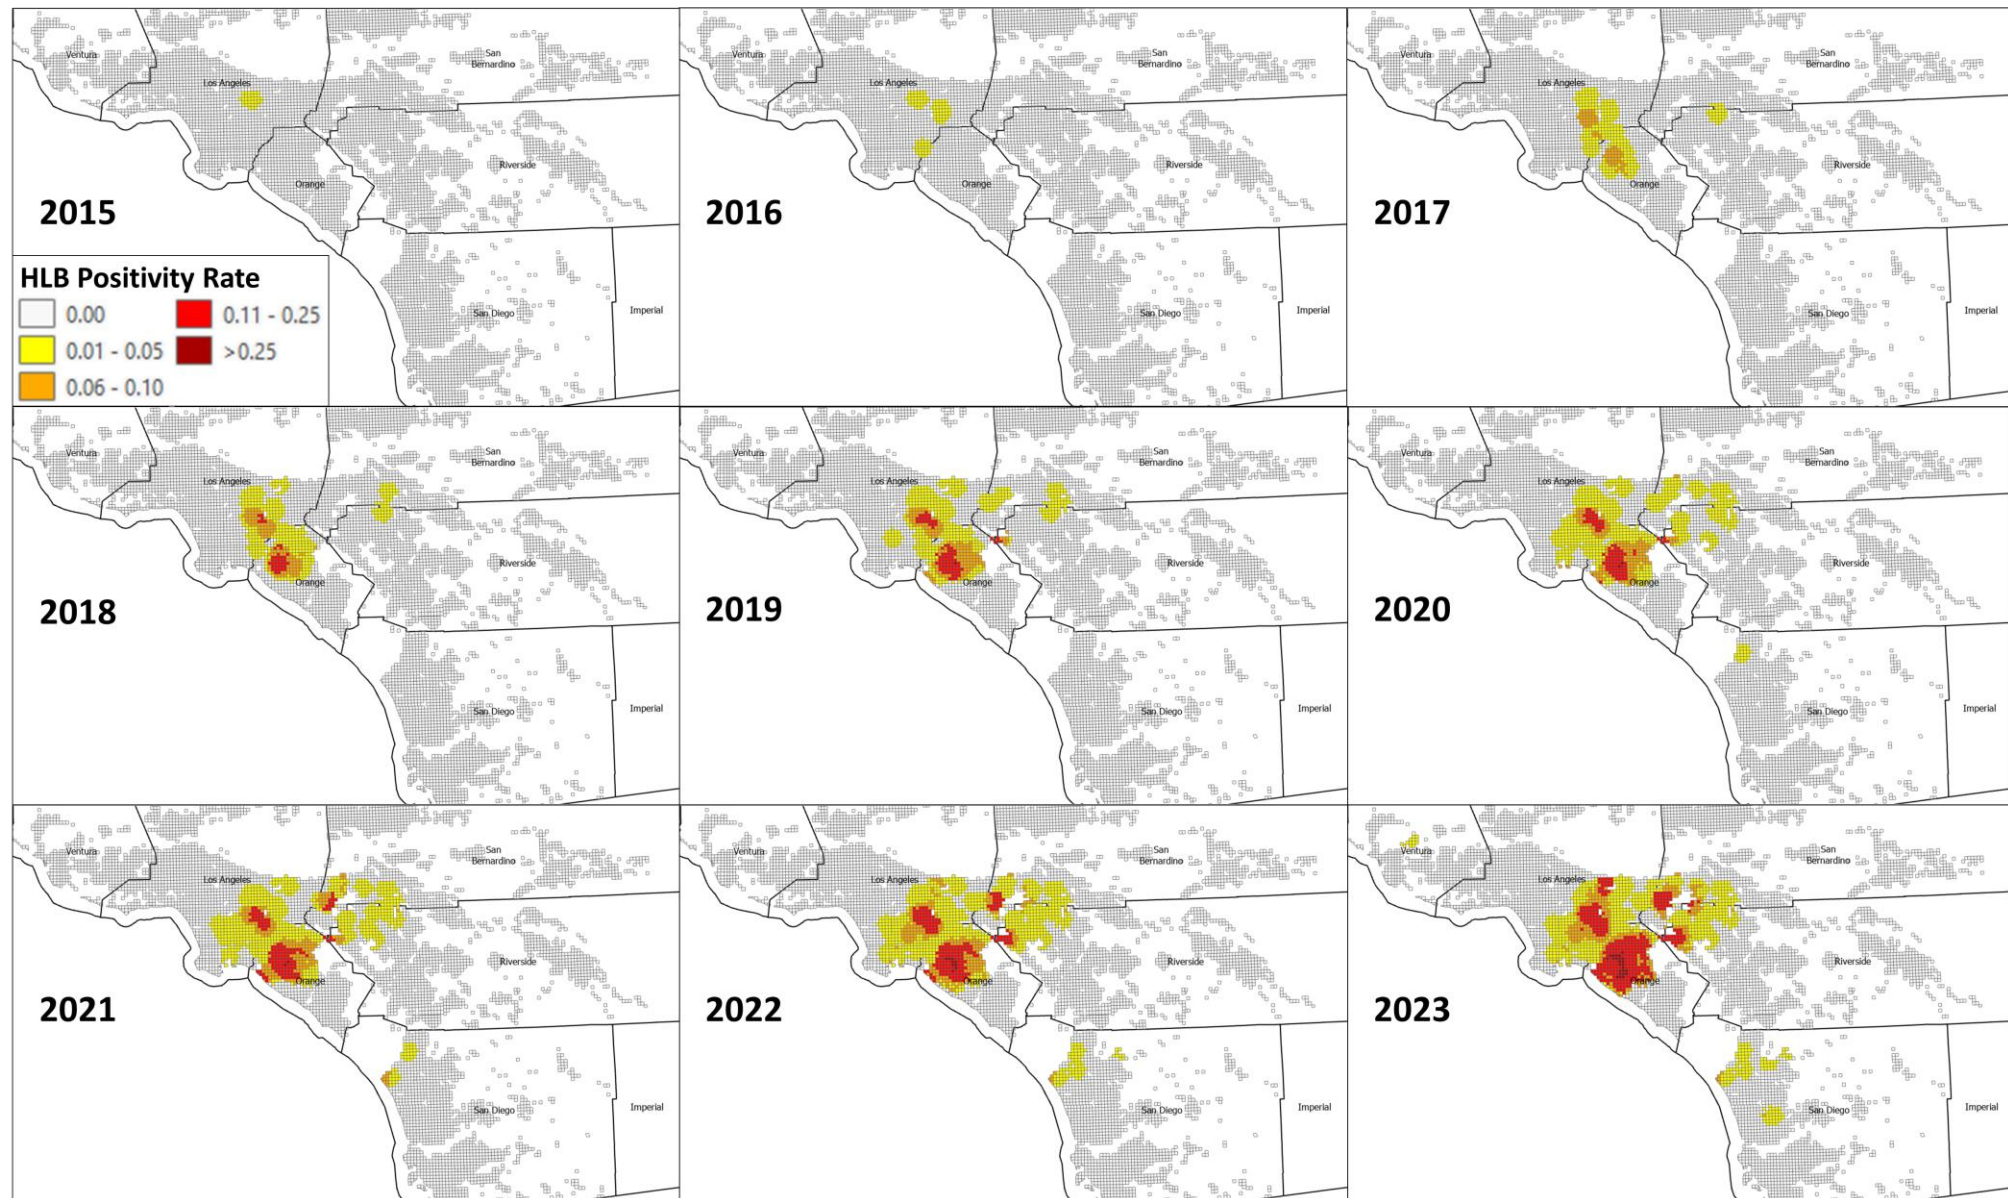 Ventura
San
Bernardino
Los Angeles
Riverside
Orange
2015
San Diego
Imperial
HLB Positivity Rate
0.00
0.11 - 0.25
0.01 - 0.05
>0.25
0.06 - 0.10
Ventura
San
Bernardino
Los Angeles
Riverside
Orange
2016
San Diego
Imperial
Ventura
San
Bernardino
Los Angeles
Riverside
Orange
2017
San Diego
Imperial
Ventura
San
Bernardino
Los Angeles
Riverside
Orange
2018
San Diego
Imperial
Ventura
San
Bernardino
Los Angeles
Riverside
Orange
2019
San Diego
Imperial
Ventura
San
Bernardino
Los Angeles
Riverside
Orange
2020
San Diego
Imperial
Ventura
San
Bernardino
Los Angeles
Riverside
Orange
2021
San Diego
Imperial
Ventura
San
Bernardino
Los Angeles
Riverside
Orange
2022
San Diego
Imperial
Ventura
San
Bernardino
Los Angeles
Riverside
Orange
2023
San Diego
Imperial